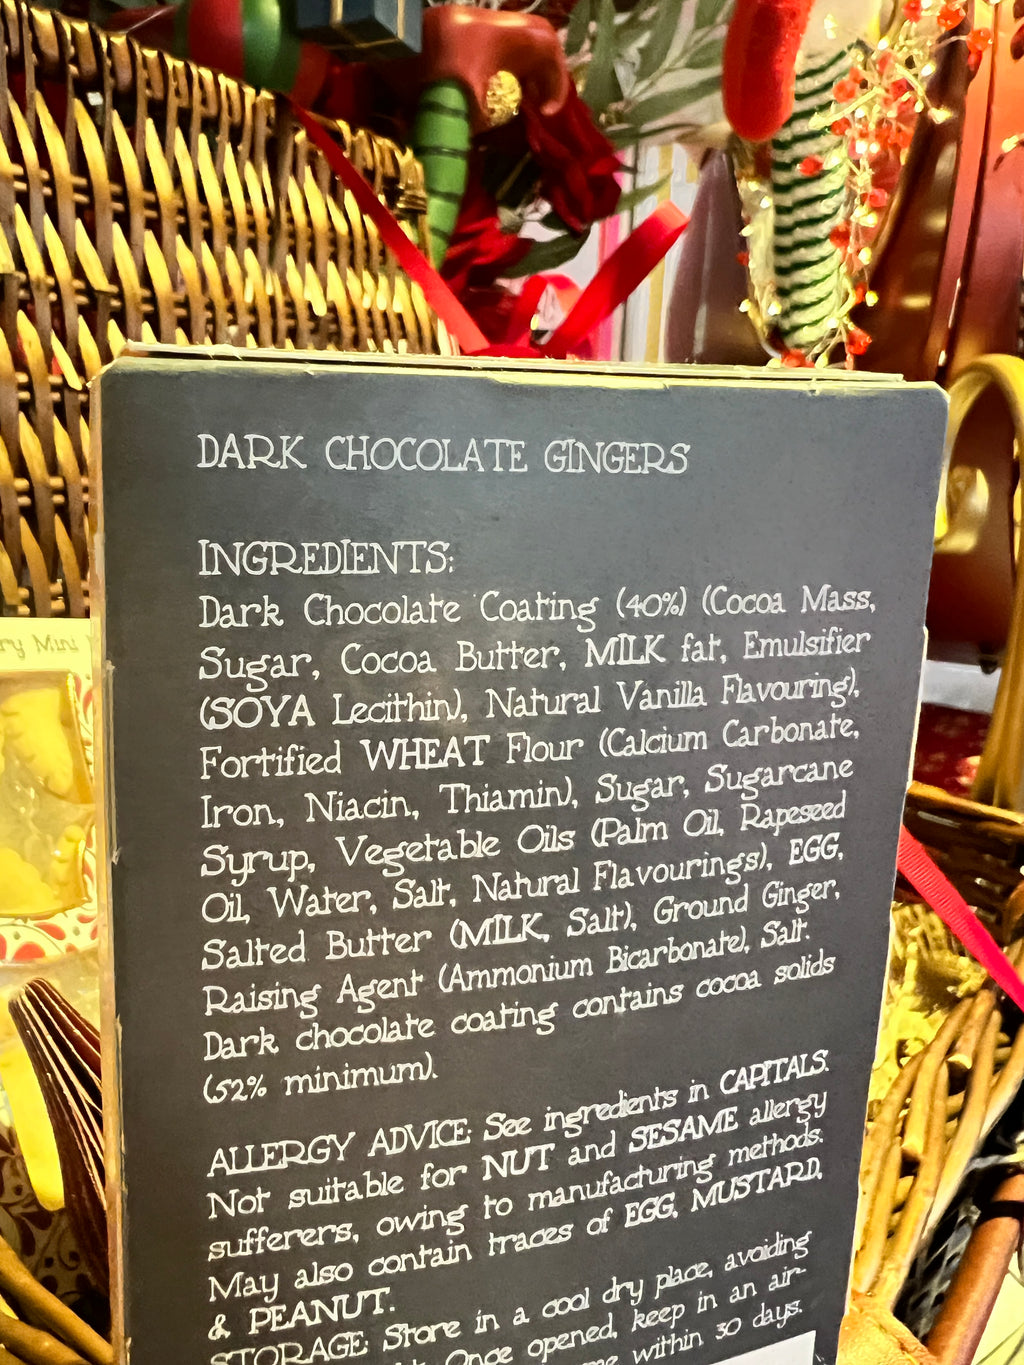 DARK CHOCOLATE GINGERS
INGREDIENTS:
Dark Chocolate Coating (40%) (Cocoa Mass,
Sugar, Cocoa Butter, MILK fat, Emulsifier
(SOYA Lecithin), Natural Vanilla Flavouring),
Fortified WHEAT Flour (Calcium Carbonate,
Iron, Niacin, Thiamin), Sugar, Sugarcane
Syrup, Vegetable Oils (Palm Oil, Rapeseed
Oil, Water, Salt, Natural Flavourings), EGG,
Salted Butter (MILK, Salt), Ground Ginger,
Raising Agent (Ammonium Bicarbonate), Salt.
Dark chocolate coating contains cocoa solids
(52% minimum).
ALLERGY ADVICE: See ingredients in CAPITALS.
Not suitable for NUT and SESAME allergy
sufferers, owing to manufacturing methods.
May also contain traces of EGG, MUSTARD,
& PEANUT.
STORAGE: Store in a cool dry place, avoiding
Once opened, keep in an air-
within 30 days.
Mini